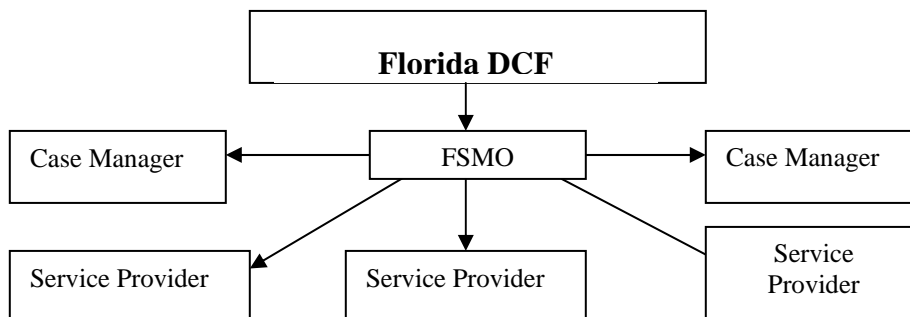 Florida DCF
Case Manager
FSMO
Case Manager
Service Provider
Service Provider
Service
Provider